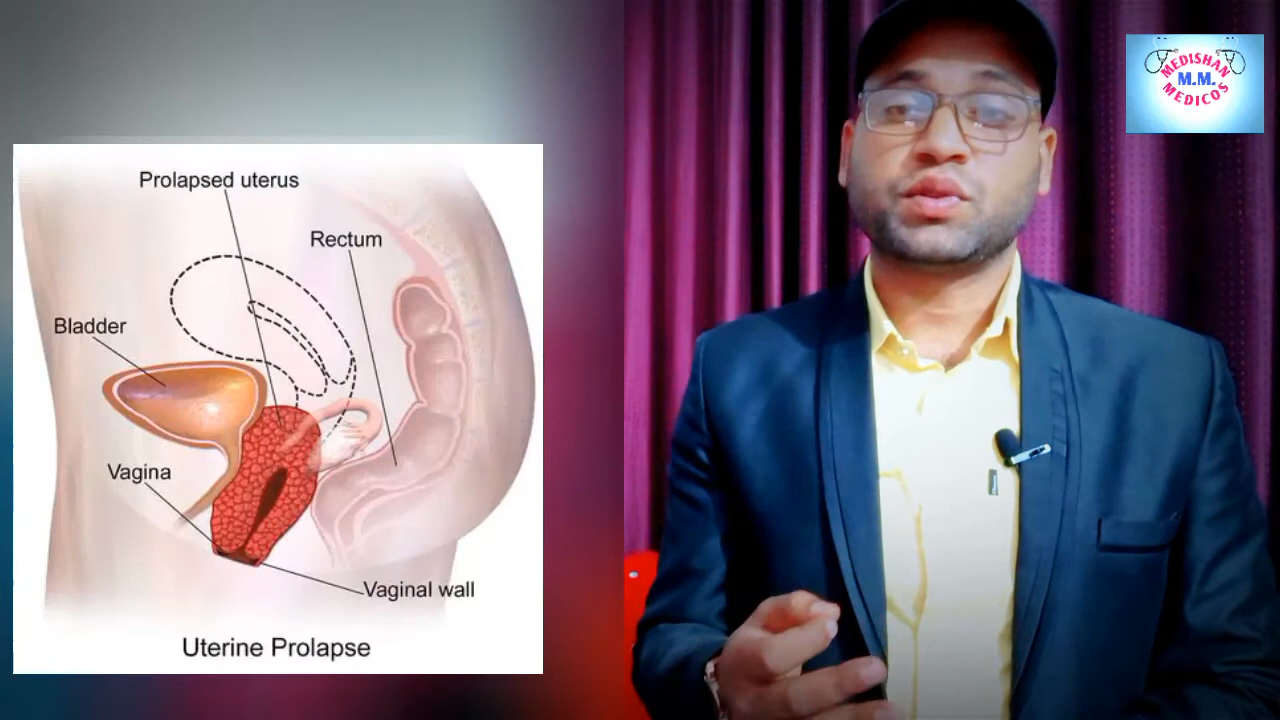 Prolapsed uterus
Rectum
Bladder
Vagina
Vaginal wall
Uterine Prolapse
MEDISHAN
M.M.
MEDICOS